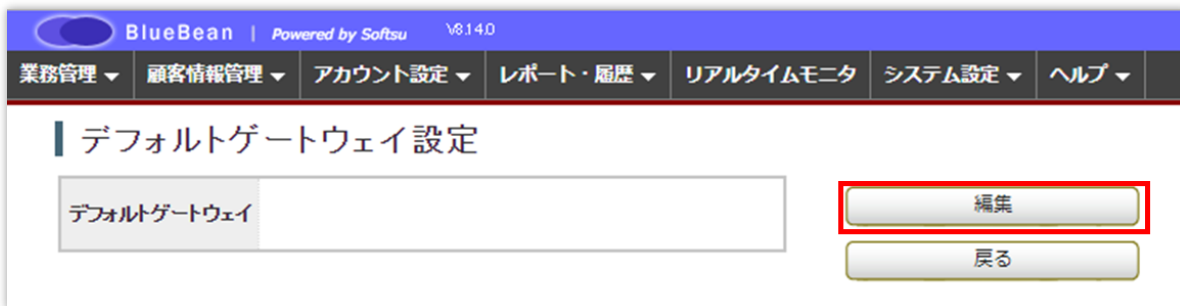 BlueBean | Powered by Softsu V8.14.0
業務管理 ▼ 顧客情報管理 ▼ アカウント設定 ▼ レポート・履歴 ▼ リアルタイムモニタ システム設定 ▼ ヘルプ ▼
デフォルトゲートウェイ設定
デフォルトゲートウェイ
編集
戻る